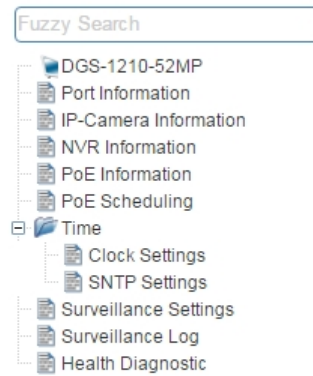 Fuzzy Search
DGS-1210-52MP
Port Information
IP-Camera Information
NVR Information
PoE Information
PoE Scheduling
Time
Clock Settings
SNTP Settings
Surveillance Settings
Surveillance Log
Health Diagnostic